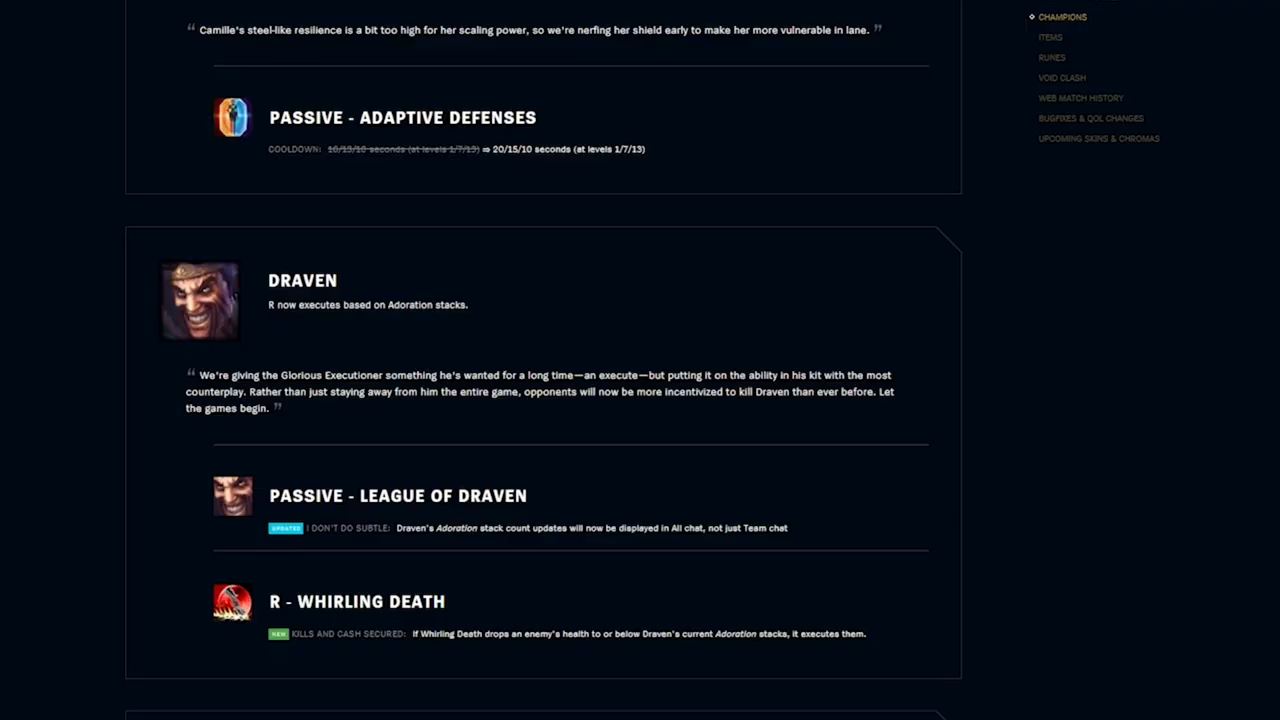 “ Camille's steel-like resilience is a bit too high for her scaling power, so we're nerfing her shield early to make her more vulnerable in lane. ”
PASSIVE - ADAPTIVE DEFENSES
COOLDOWN: seconds (at levels 1/7/13) ⇒ 20/15/10 seconds (at levels 1/7/13)
DRAVEN
R now executes based on Adoration stacks.
“ We're giving the Glorious Executioner something he's wanted for a long time—an execute—but putting it on the ability in his kit with the most
counterplay. Rather than just staying away from him the entire game, opponents will now be more incentivized to kill Draven than ever before. Let
the games begin. ”
PASSIVE - LEAGUE OF DRAVEN
UPDATED I DON'T DO SUBTLE: Draven's Adoration stack count updates will now be displayed in All chat, not just Team chat
R - WHIRLING DEATH
NEW KILLS AND CASH SECURED: If Whirling Death drops an enemy's health to or below Draven's current Adoration stacks, it executes them.
CHAMPIONS
ITEMS
RUNES
VOID CLASH
WEB MATCH HISTORY
BUGFIXES & QOL CHANGES
UPCOMING SKINS & CHROMAS